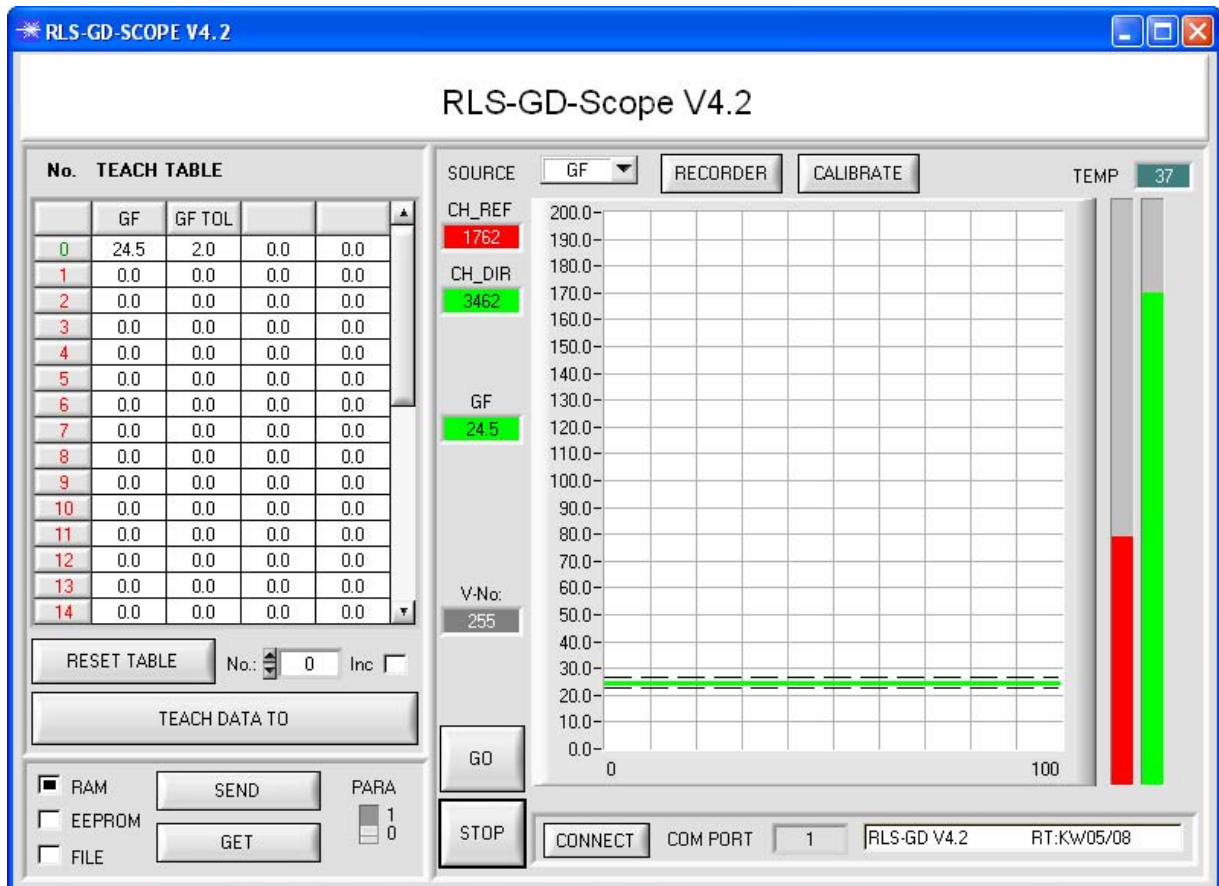 RLS-GD-SCOPE V4.2
RLS-GD-Scope V4.2
No. TEACH TABLE
GF GF TOL
0 24.5 2.0 0.0 0.0
1 0.0 0.0 0.0 0.0
2 0.0 0.0 0.0 0.0
3 0.0 0.0 0.0 0.0
4 0.0 0.0 0.0 0.0
5 0.0 0.0 0.0 0.0
6 0.0 0.0 0.0 0.0
7 0.0 0.0 0.0 0.0
8 0.0 0.0 0.0 0.0
9 0.0 0.0 0.0 0.0
10 0.0 0.0 0.0 0.0
11 0.0 0.0 0.0 0.0
12 0.0 0.0 0.0 0.0
13 0.0 0.0 0.0 0.0
14 0.0 0.0 0.0 0.0
RESET TABLE No.: 0 Inc
TEACH DATA TO
RAM
EEPROM
FILE
SEND
GET
PARA
1
0
SOURCE GF RECORDER CALIBRATE
TEMP 37
CH_REF
1762
CH_DIR
3462
GF
24.5
V-No:
255
GO
STOP
200.0
190.0
180.0
170.0
160.0
150.0
140.0
130.0
120.0
110.0
100.0
90.0
80.0
70.0
60.0
50.0
40.0
30.0
20.0
10.0
0.0
0 100
CONNECT COM PORT 1 RLS-GD V4.2 RT:KW05/08